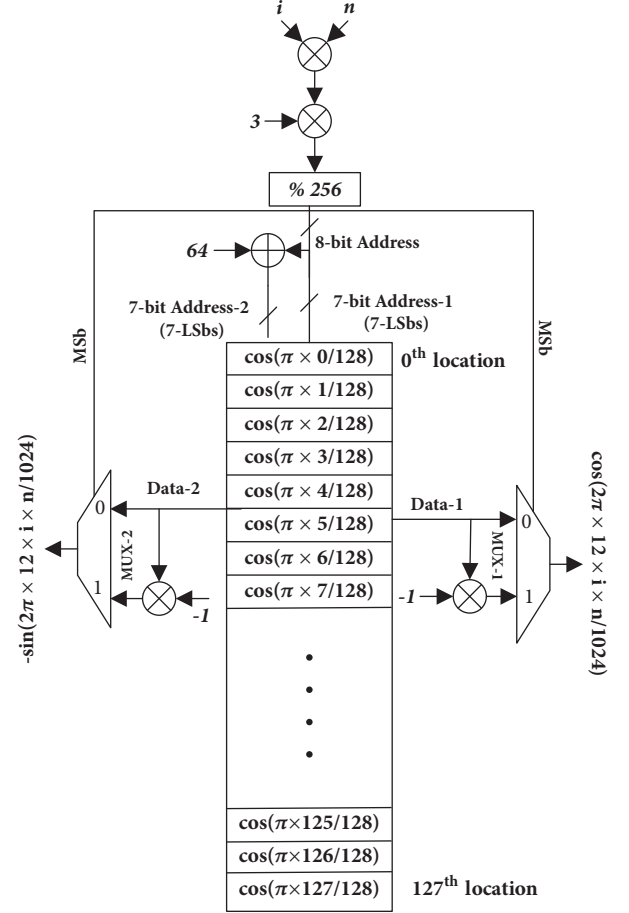 i n
3
% 256
64
8-bit Address
7-bit Address-2
(7-LSbs)
7-bit Address-1
(7-LSbs)
MSb
MSb
cos(π × 0/128)
0th location
cos(π × 1/128)
cos(π × 2/128)
cos(π × 3/128)
cos(π × 4/128)
cos(π × 5/128)
cos(π × 6/128)
cos(π × 7/128)
Data-2
0
1
MUX-2
-1
-sin(2π × 12 × i × n/1024)
Data-1
0
1
MUX-1
-1
cos(2π × 12 × i × n/1024)
cos(π×125/128)
cos(π×126/128)
cos(π×127/128)
127th location